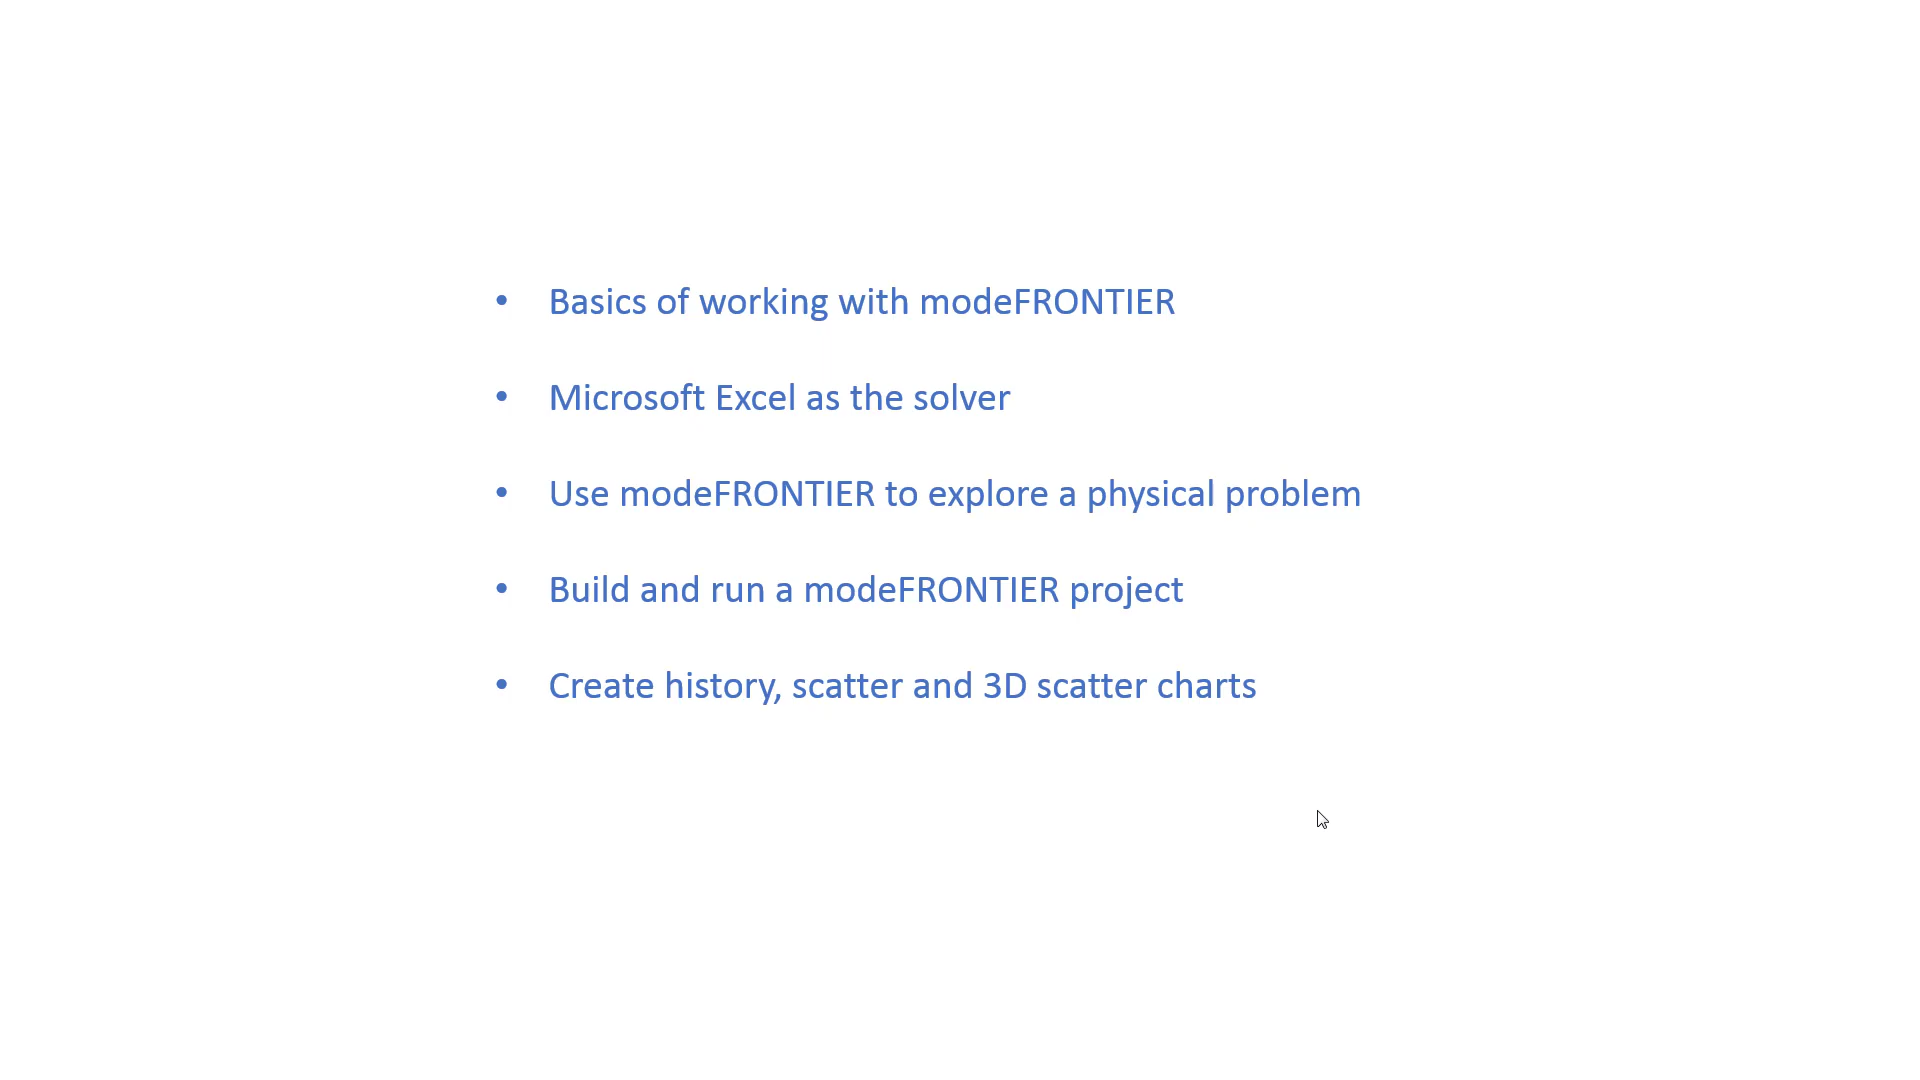 • Basics of working with modeFRONTIER
• Microsoft Excel as the solver
• Use modeFRONTIER to explore a physical problem
• Build and run a modeFRONTIER project
• Create history, scatter and 3D scatter charts